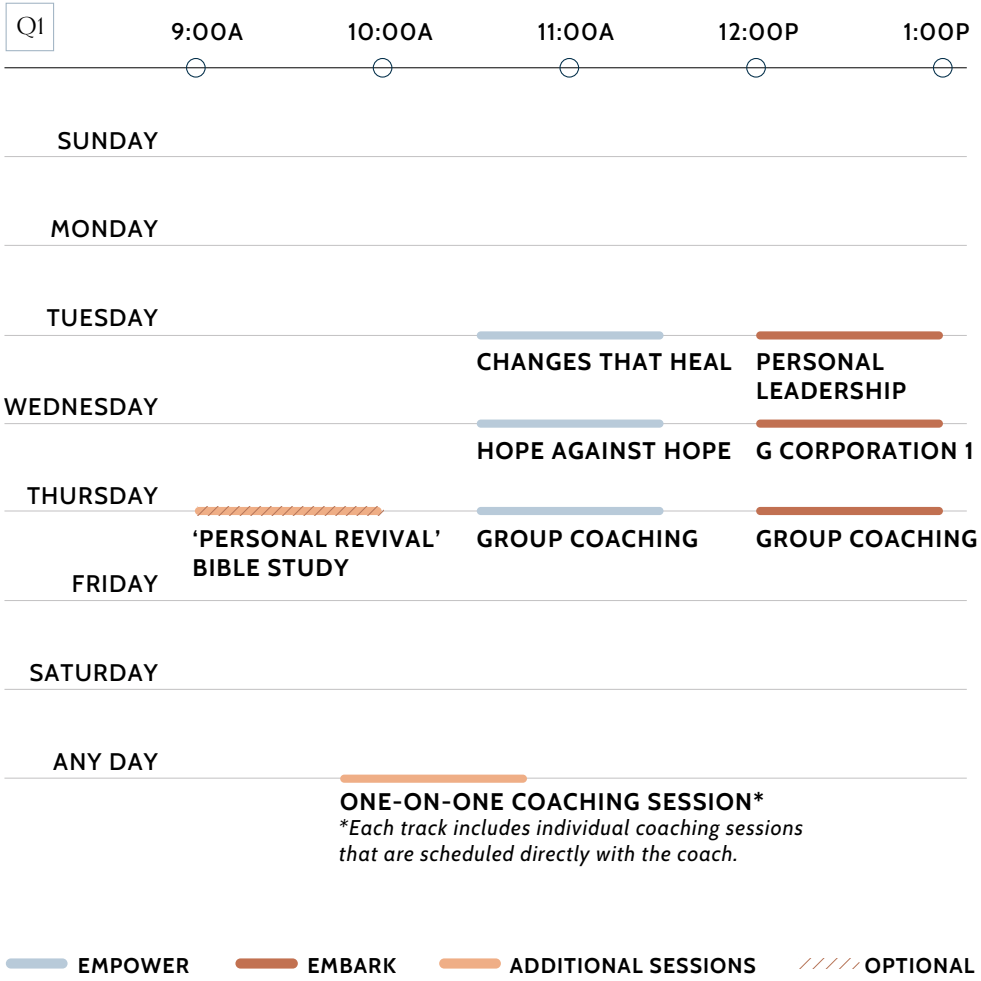 Q1
9:00A 10:00A 11:00A 12:00P 1:00P
SUNDAY
MONDAY
TUESDAY
CHANGES THAT HEAL
PERSONAL
LEADERSHIP
WEDNESDAY
HOPE AGAINST HOPE
G CORPORATION 1
THURSDAY
‘PERSONAL REVIVAL’
BIBLE STUDY
GROUP COACHING
GROUP COACHING
FRIDAY
SATURDAY
ANY DAY
ONE-ON-ONE COACHING SESSION*
*Each track includes individual coaching sessions
that are scheduled directly with the coach.
EMPOWER EMBARK ADDITIONAL SESSIONS OPTIONAL